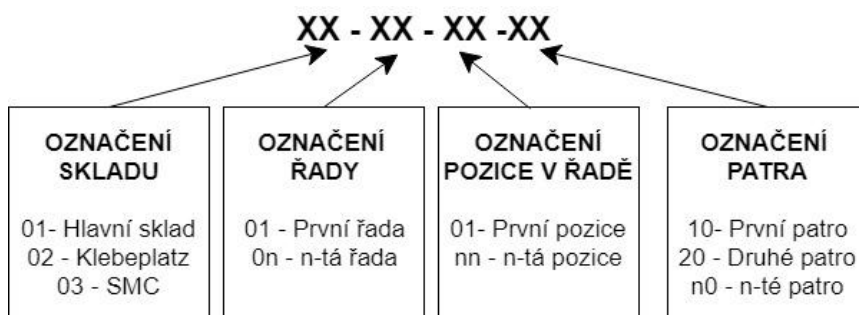 XX - XX - XX -XX
OZNAČENÍ
SKLADU
01- Hlavní sklad
02 - Klebeplatz
03 - SMC
OZNAČENÍ
ŘADY
01 - První řada
0n - n-tá řada
OZNAČENÍ
POZICE V ŘADĚ
01- První pozice
nn - n-tá pozice
OZNAČENÍ
PATRA
10- První patro
20 - Druhé patro
n0 - n-té patro